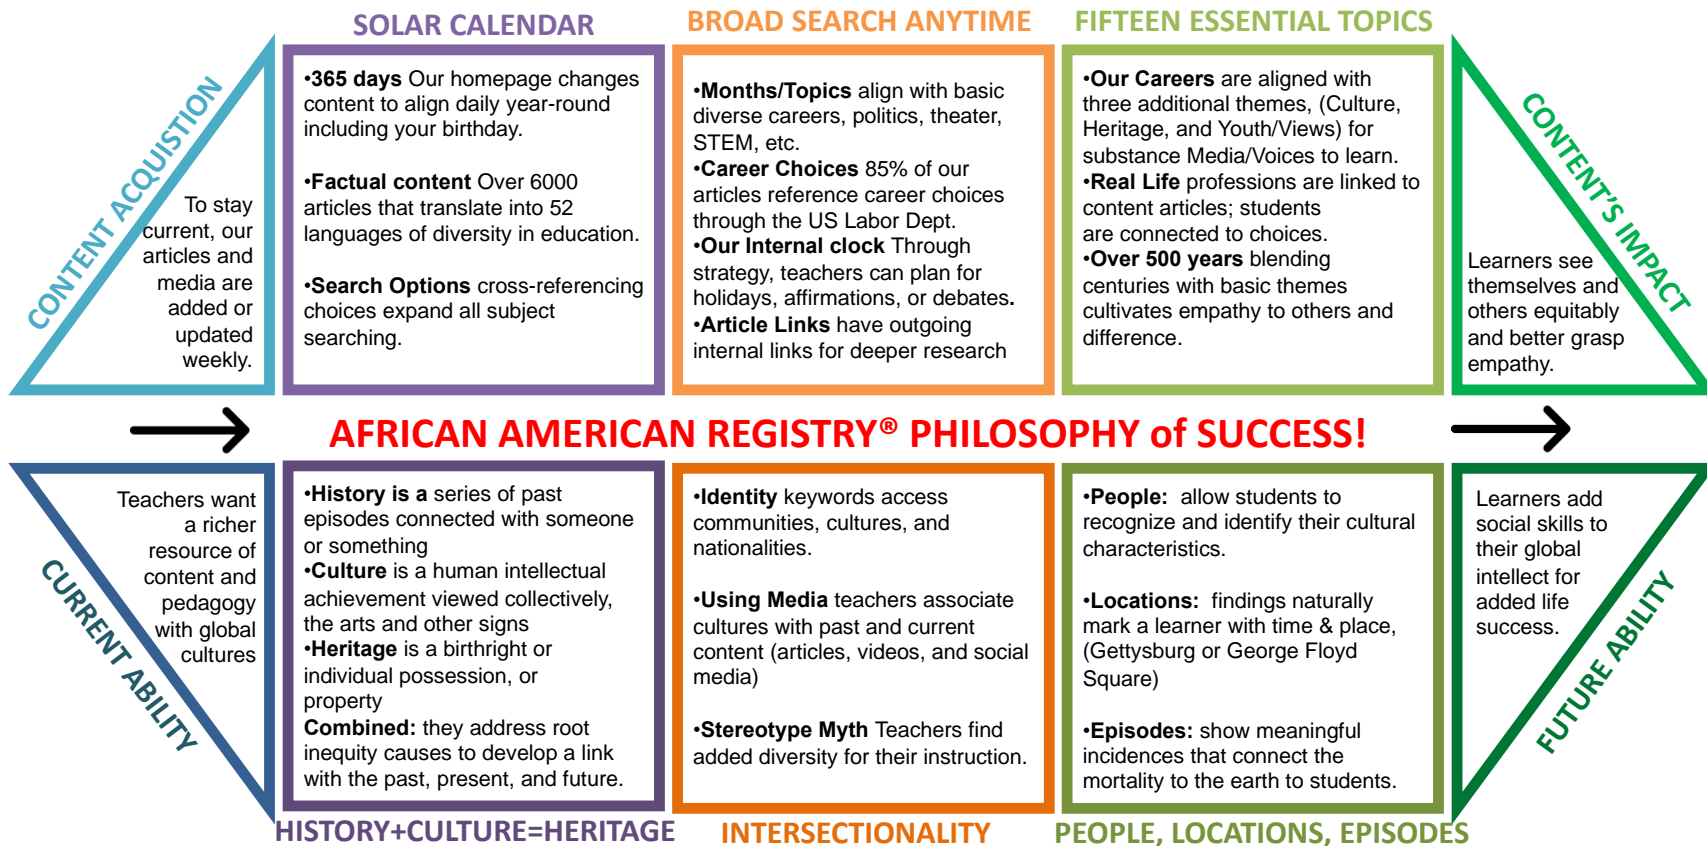 SOLAR CALENDAR
BROAD SEARCH ANYTIME
FIFTEEN ESSENTIAL TOPICS
CONTENT ACQUISTION
To stay
current, our
articles and
media are
added or
updated
weekly.
•365 days Our homepage changes
content to align daily year-round
including your birthday.
•Factual content Over 6000
articles that translate into 52
languages of diversity in education.
•Search Options cross-referencing
choices expand all subject
searching.
•Months/Topics align with basic
diverse careers, politics, theater,
STEM, etc.
•Career Choices 85% of our
articles reference career choices
through the US Labor Dept.
•Our Internal clock Through
strategy, teachers can plan for
holidays, affirmations, or debates.
•Article Links have outgoing
internal links for deeper research
•Our Careers are aligned with
three additional themes, (Culture,
Heritage, and Youth/Views) for
substance Media/Voices to learn.
•Real Life professions are linked to
content articles; students
are connected to choices.
•Over 500 years blending
centuries with basic themes
cultivates empathy to others and
difference.
CONTENT'S IMPACT
Learners see
themselves and
others equitably
and better grasp
empathy.
AFRICAN AMERICAN REGISTRY® PHILOSOPHY of SUCCESS!
CURRENT ABILITY
Teachers want
a richer
resource of
content and
pedagogy
with global
cultures
•History is a series of past
episodes connected with someone
or something
•Culture is a human intellectual
achievement viewed collectively,
the arts and other signs
•Heritage is a birthright or
individual possession, or
property
Combined: they address root
inequity causes to develop a link
with the past, present, and future.
•Identity keywords access
communities, cultures, and
nationalities.
•Using Media teachers associate
cultures with past and current
content (articles, videos, and social
media)
•Stereotype Myth Teachers find
added diversity for their instruction.
•People: allow students to
recognize and identify their cultural
characteristics.
•Locations: findings naturally
mark a learner with time & place,
(Gettysburg or George Floyd
Square)
•Episodes: show meaningful
incidences that connect the
mortality to the earth to students.
Learners add
social skills to
their global
intellect for
added life
success.
FUTURE ABILITY
HISTORY+CULTURE=HERITAGE
INTERSECTIONALITY
PEOPLE, LOCATIONS, EPISODES